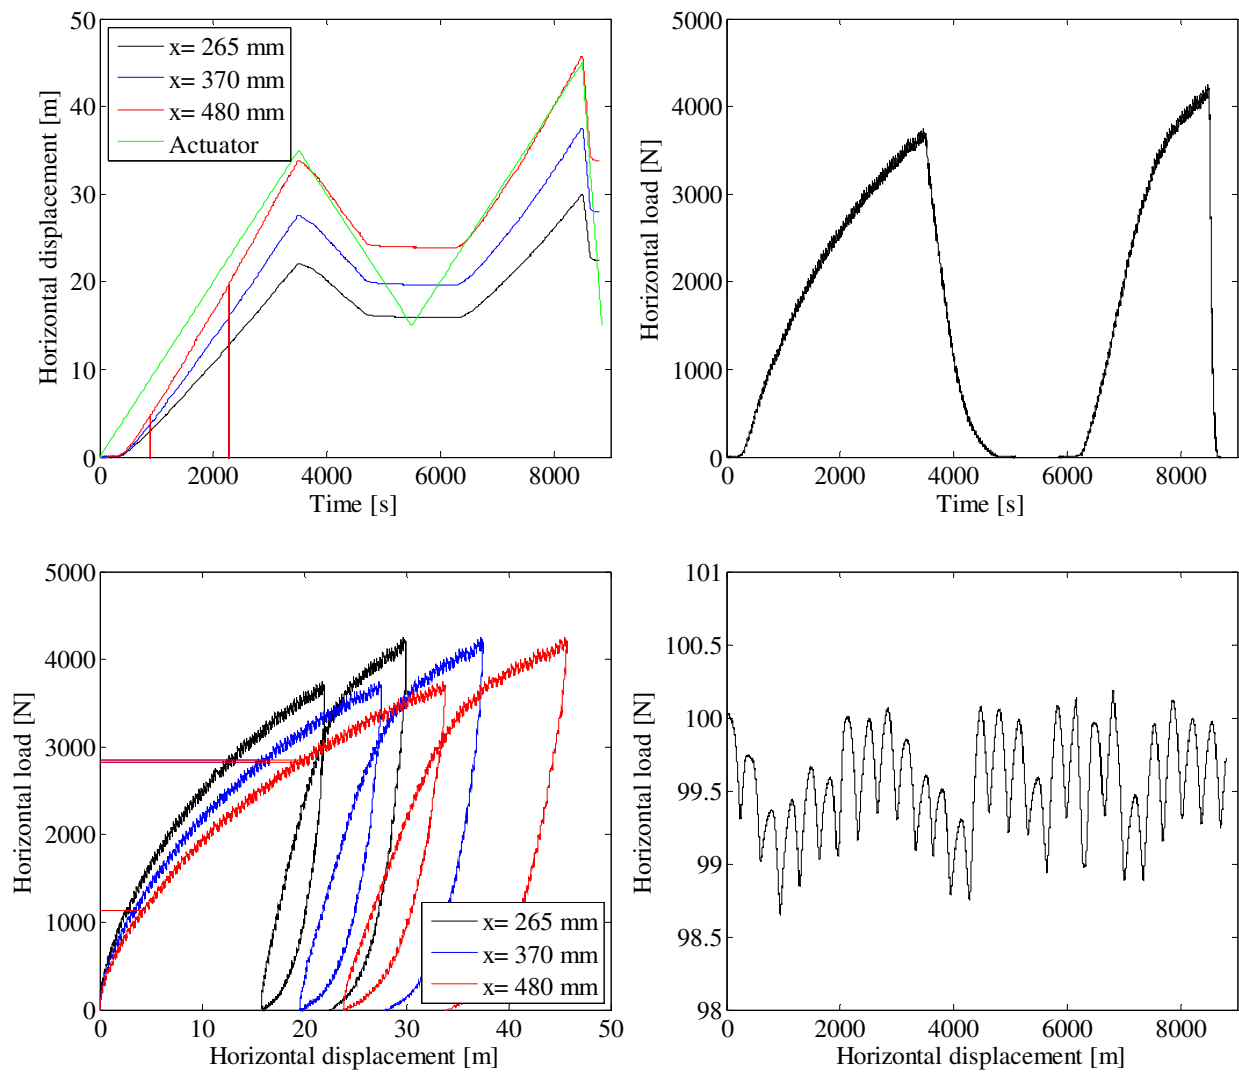 50
40
30
20
10
0
Horizontal displacement [m]
x= 265 mm
x= 370 mm
x= 480 mm
Actuator
0 2000 4000 6000 8000
Time [s]
5000
4000
3000
2000
1000
0
Horizontal load [N]
0 2000 4000 6000 8000
Time [s]
5000
4000
3000
2000
1000
0
Horizontal load [N]
x= 265 mm
x= 370 mm
x= 480 mm
0 10 20 30 40 50
Horizontal displacement [m]
101
100.5
100
99.5
99
98.5
98
Horizontal load [N]
0 2000 4000 6000 8000
Horizontal displacement [m]